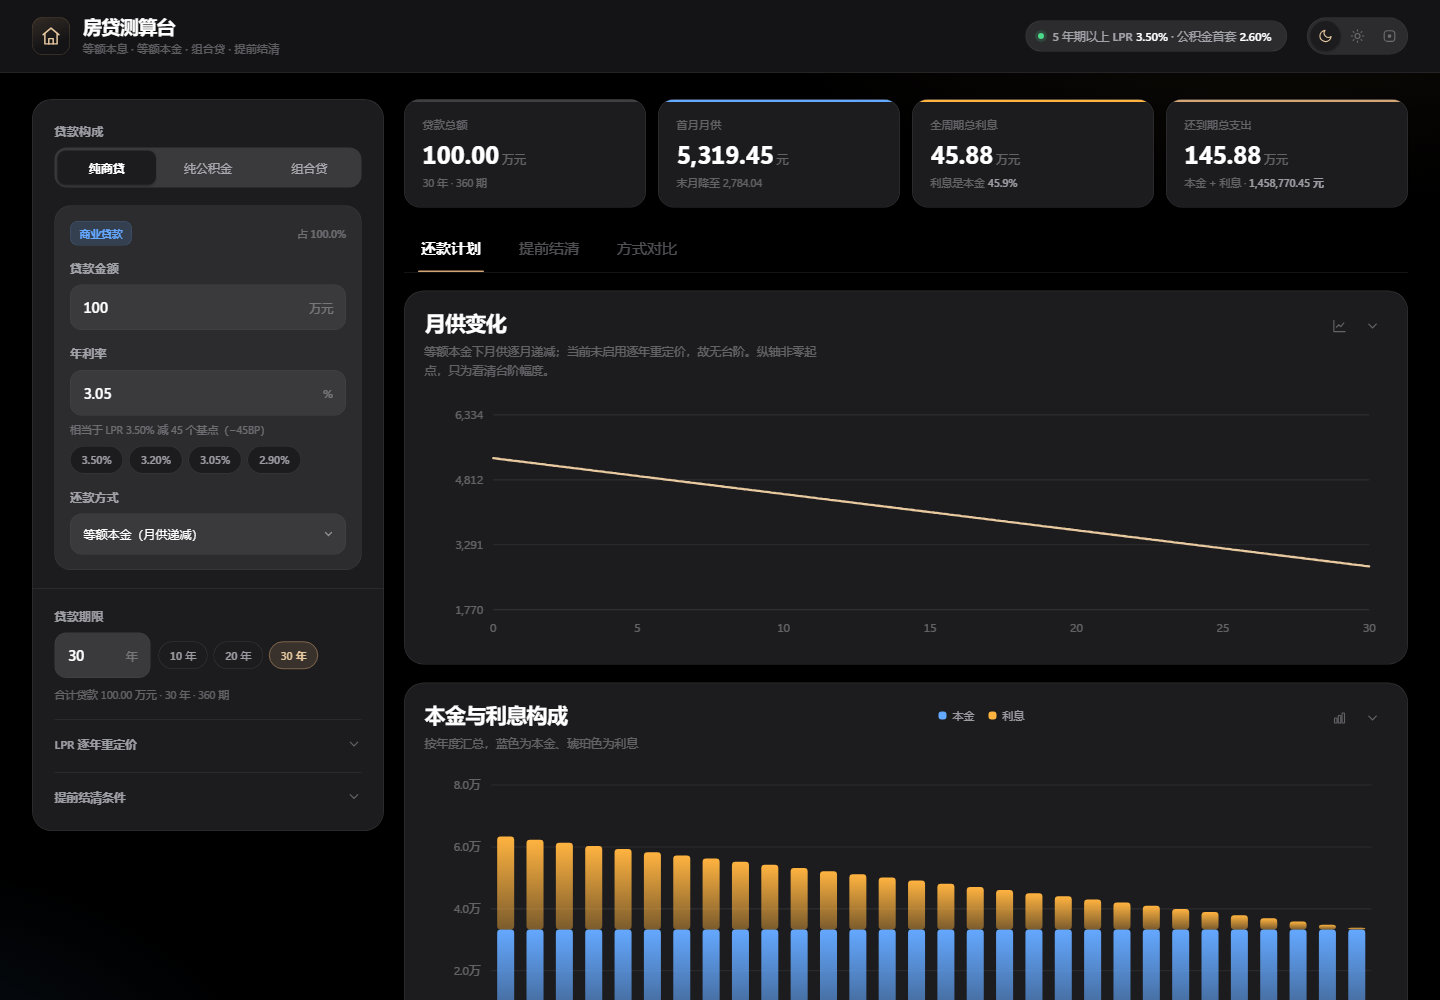 房贷测算台
等额本息 · 等额本金 · 组合贷 · 提前结清
5 年期以上 LPR 3.50% · 公积金首套 2.60%
贷款构成
纯商贷 纯公积金 组合贷
商业贷款 占 100.0%
贷款金额
100 万元
年利率
3.05 %
相当于 LPR 3.50% 减 45 个基点（−45BP）
3.50% 3.20% 3.05% 2.90%
还款方式
等额本金（月供递减）
贷款期限
30 年 10 年 20 年 30 年
合计贷款 100.00 万元 · 30 年 · 360 期
LPR 逐年重定价
提前结清条件
贷款总额
100.00 万元
30 年 · 360 期
首月月供
5,319.45 元
末月降至 2,784.04
全周期总利息
45.88 万元
利息是本金 45.9%
还到期总支出
145.88 万元
本金 + 利息 · 1,458,770.45 元
还款计划 提前结清 方式对比
月供变化
等额本金下月供逐月递减；当前未启用逐年重定价，故无台阶。纵轴非零起
点，只为看清台阶幅度。
6,334
4,812
3,291
1,770
0 5 10 15 20 25 30
本金与利息构成
本金 利息
按年度汇总，蓝色为本金、琥珀色为利息
8.0万
6.0万
4.0万
2.0万